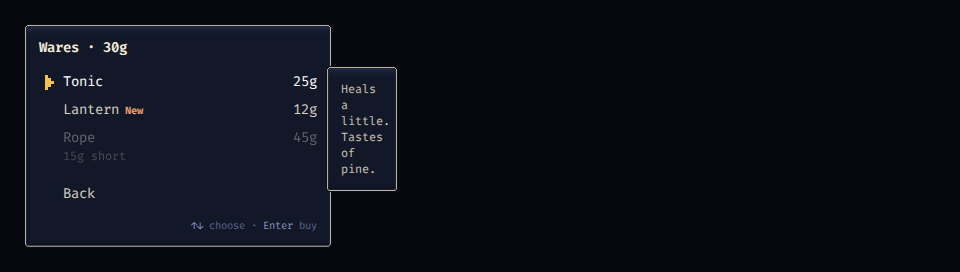 Wares · 30g
Tonic 25g
Lantern New 12g
Rope 45g
15g short
Back
↑↓ choose · Enter buy
Heals
a
little.
Tastes
of
pine.